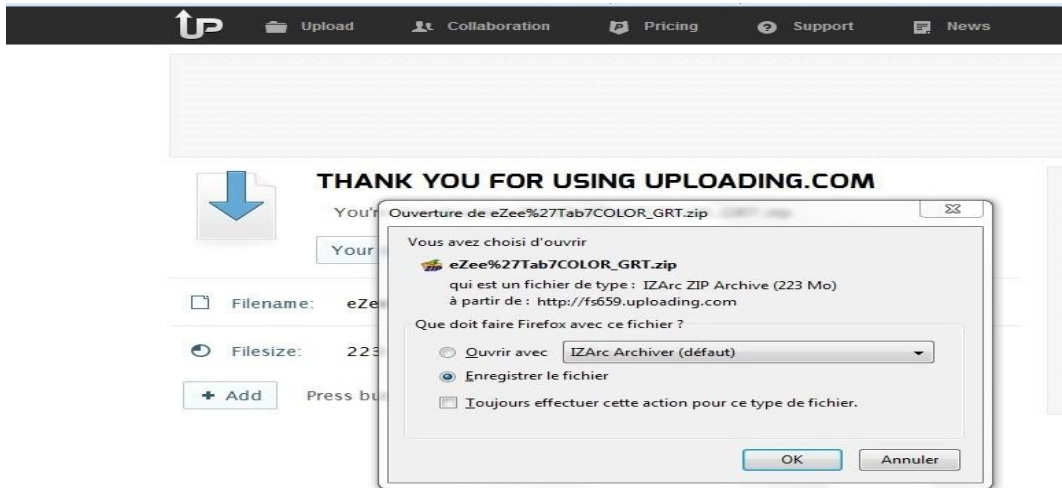 UP Upload Collaboration Pricing Support News
THANK YOU FOR USING UPLOADING.COM
You'r
Ouverture de eZee%27Tab7COLOR_GRT.zip
Your
Vous avez choisi d'ouvrir
eZee%27Tab7COLOR_GRT.zip
qui est un fichier de type : IZArc ZIP Archive (223 Mo)
à partir de : http://fs659.uploading.com
Filename: eZe
Que doit faire Firefox avec ce fichier ?
Filesize: 223
Ouvrir avec IZArc Archiver (défaut)
Enregistrer le fichier
+ Add Press bu
Toujours effectuer cette action pour ce type de fichier.
OK Annuler